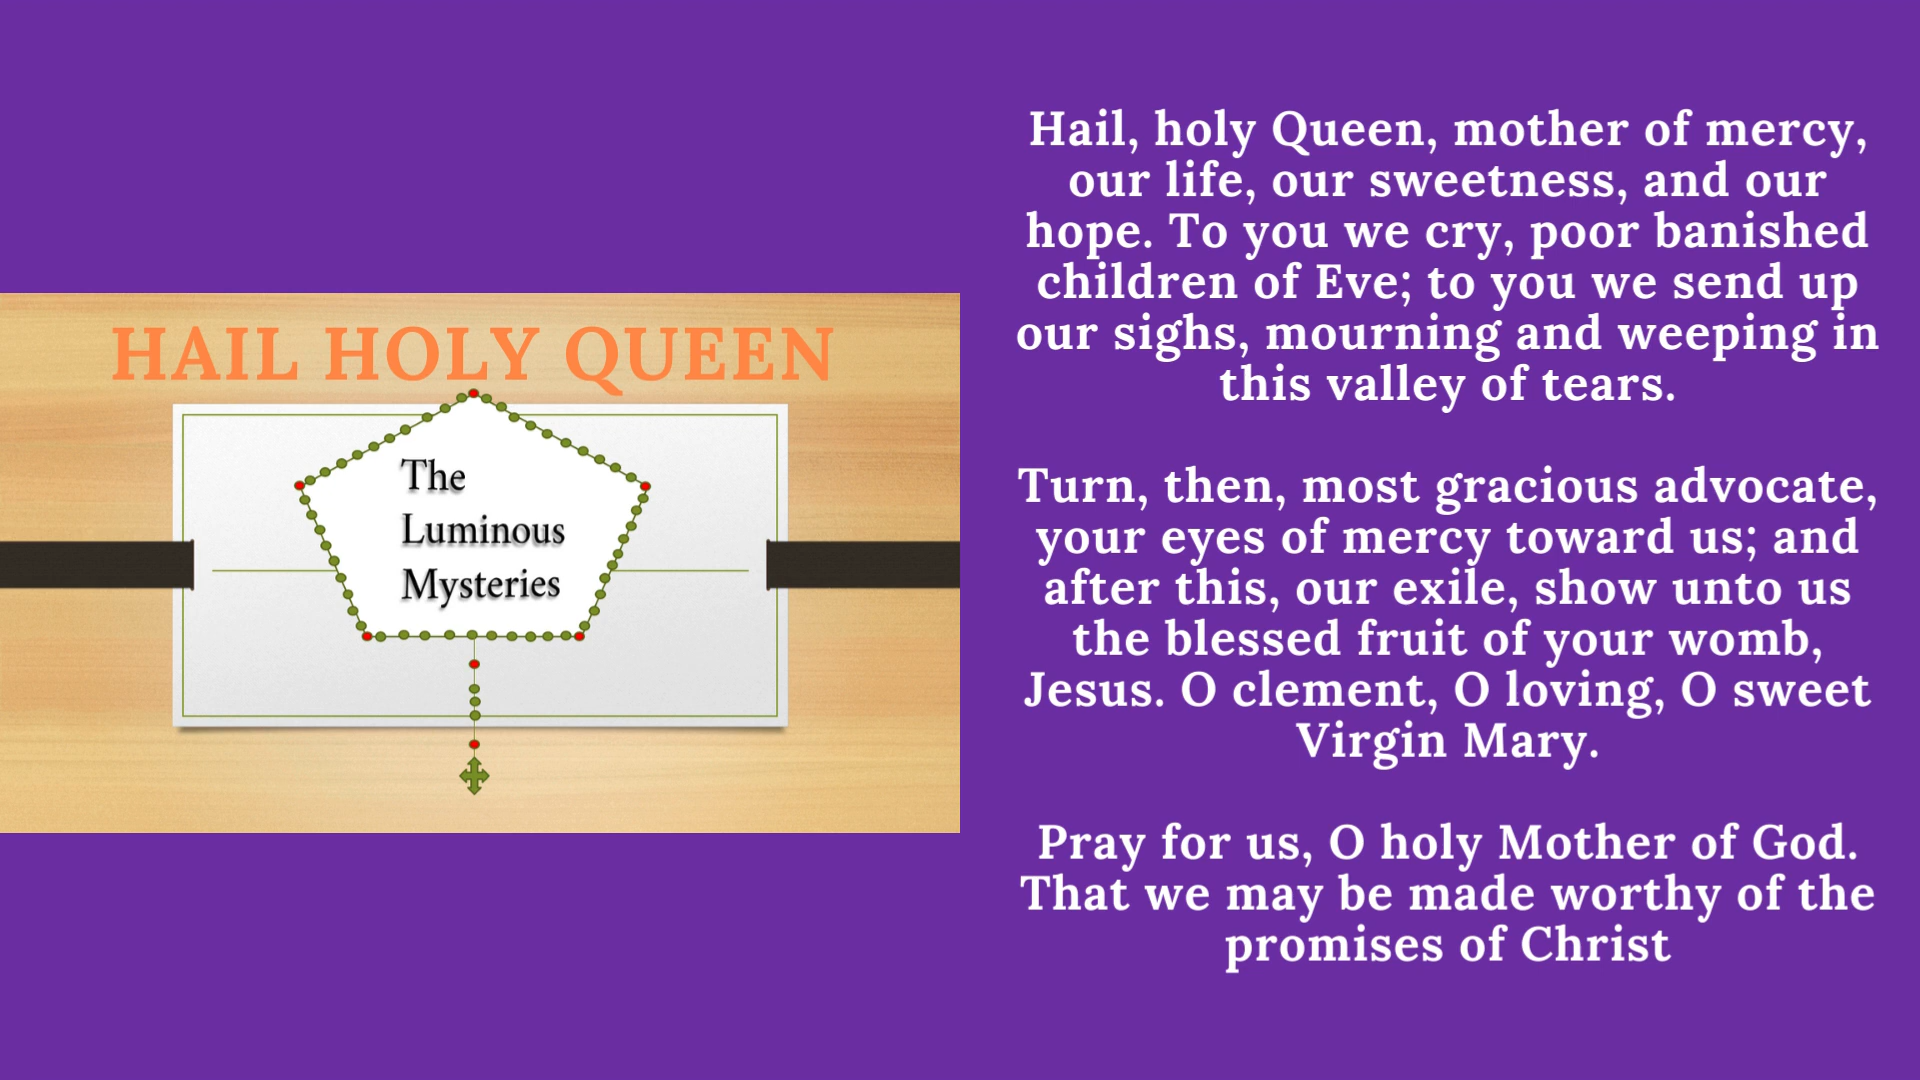 HAIL HOLY QUEEN
The
Luminous
Mysteries
Hail, holy Queen, mother of mercy,
our life, our sweetness, and our
hope. To you we cry, poor banished
children of Eve; to you we send up
our sighs, mourning and weeping in
this valley of tears.
Turn, then, most gracious advocate,
your eyes of mercy toward us; and
after this, our exile, show unto us
the blessed fruit of your womb,
Jesus. O clement, O loving, O sweet
Virgin Mary.
Pray for us, O holy Mother of God.
That we may be made worthy of the
promises of Christ